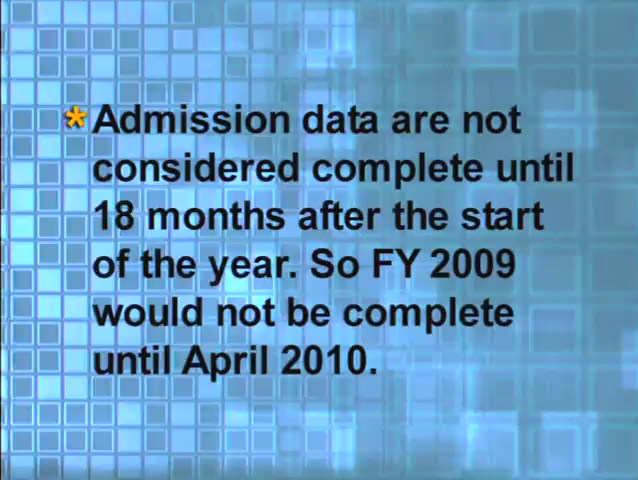 *Admission data are not
considered complete until
18 months after the start
of the year. So FY 2009
would not be complete
until April 2010.